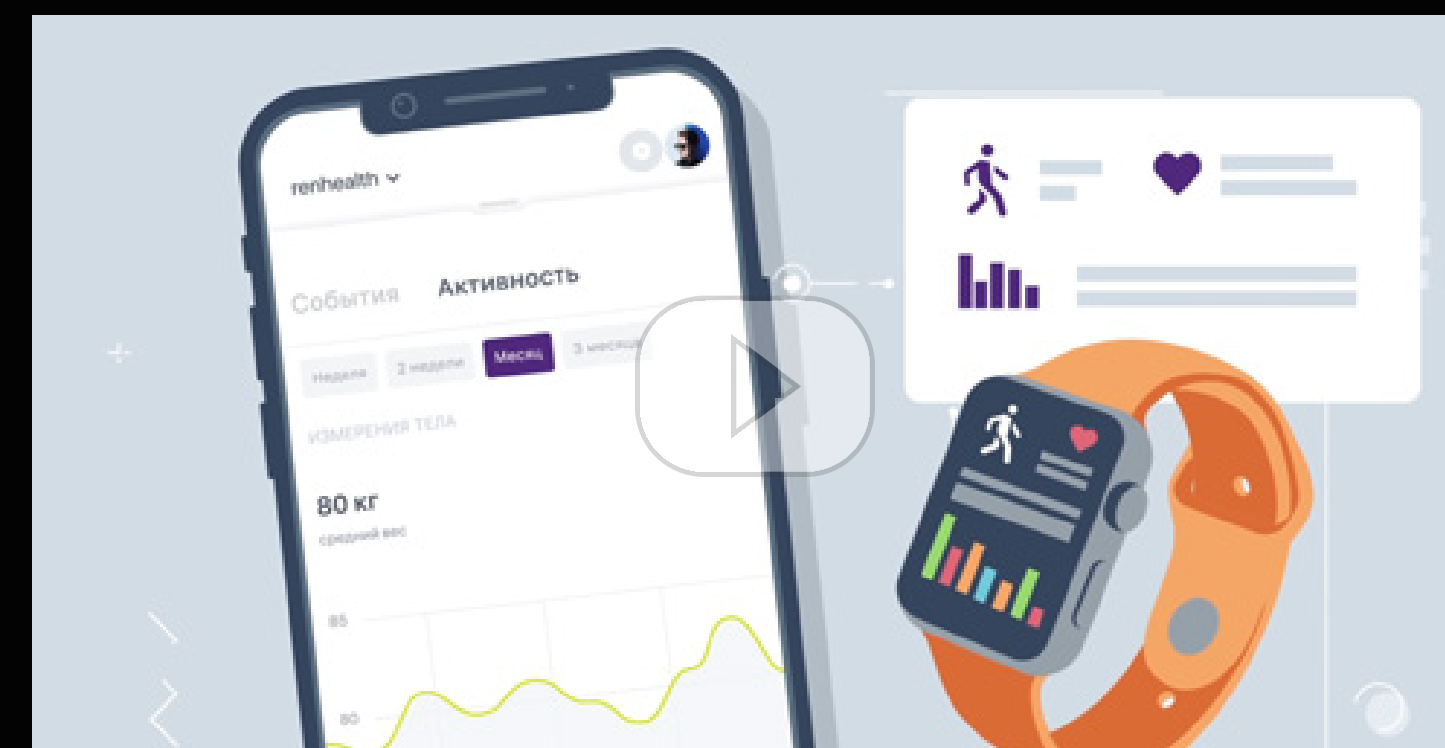 renhealth
События Активность
Неделя 2 недели Месяц 3 месяца
ИЗМЕРЕНИЯ ТЕЛА
80 кг
средний вес
85
80